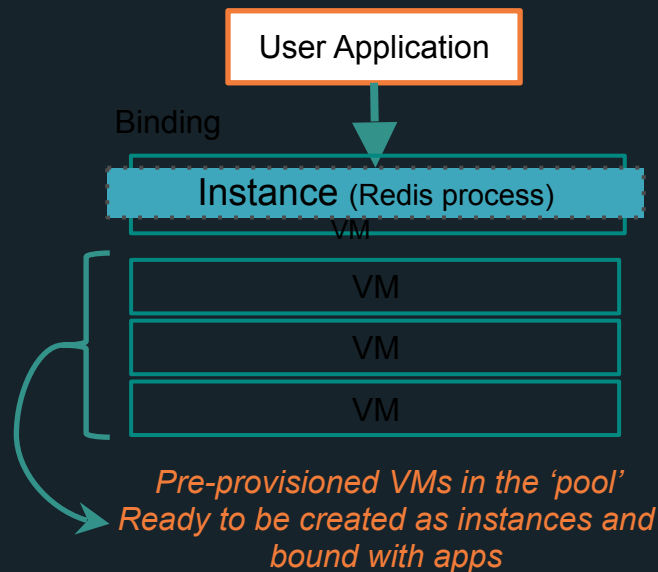 User Application
Binding
Instance (Redis process)
VM
VM
VM
VM
Pre-provisioned VMs in the ‘pool’
Ready to be created as instances and
bound with apps